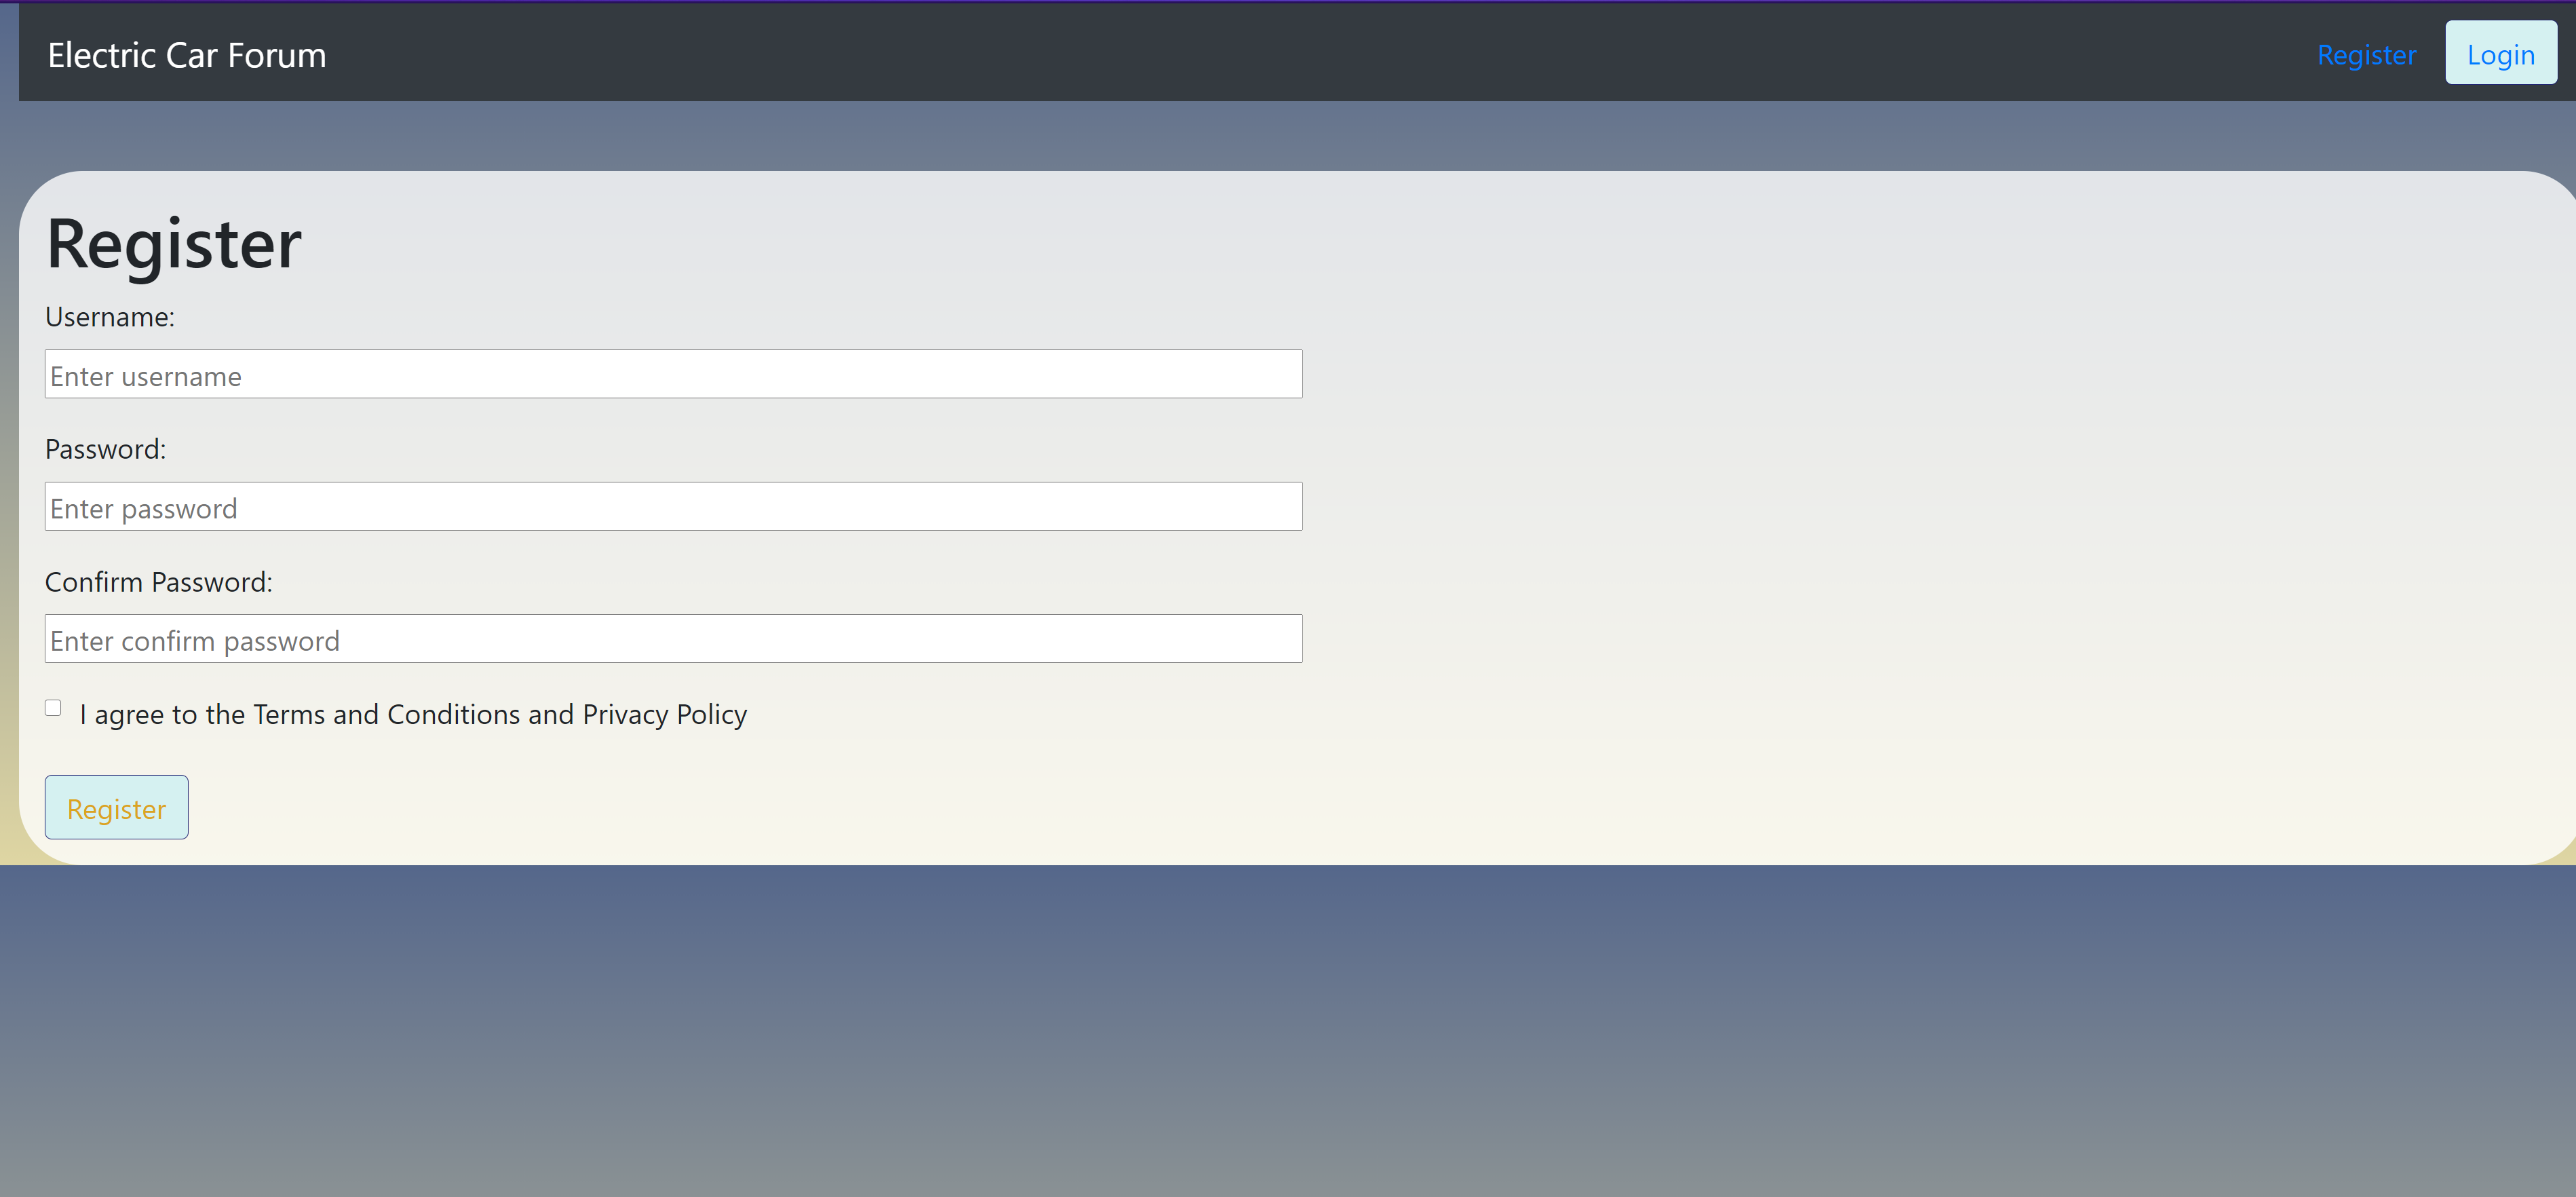 Electric Car Forum Register Login
Register
Username:
Enter username
Password:
Enter password
Confirm Password:
Enter confirm password
I agree to the Terms and Conditions and Privacy Policy
Register